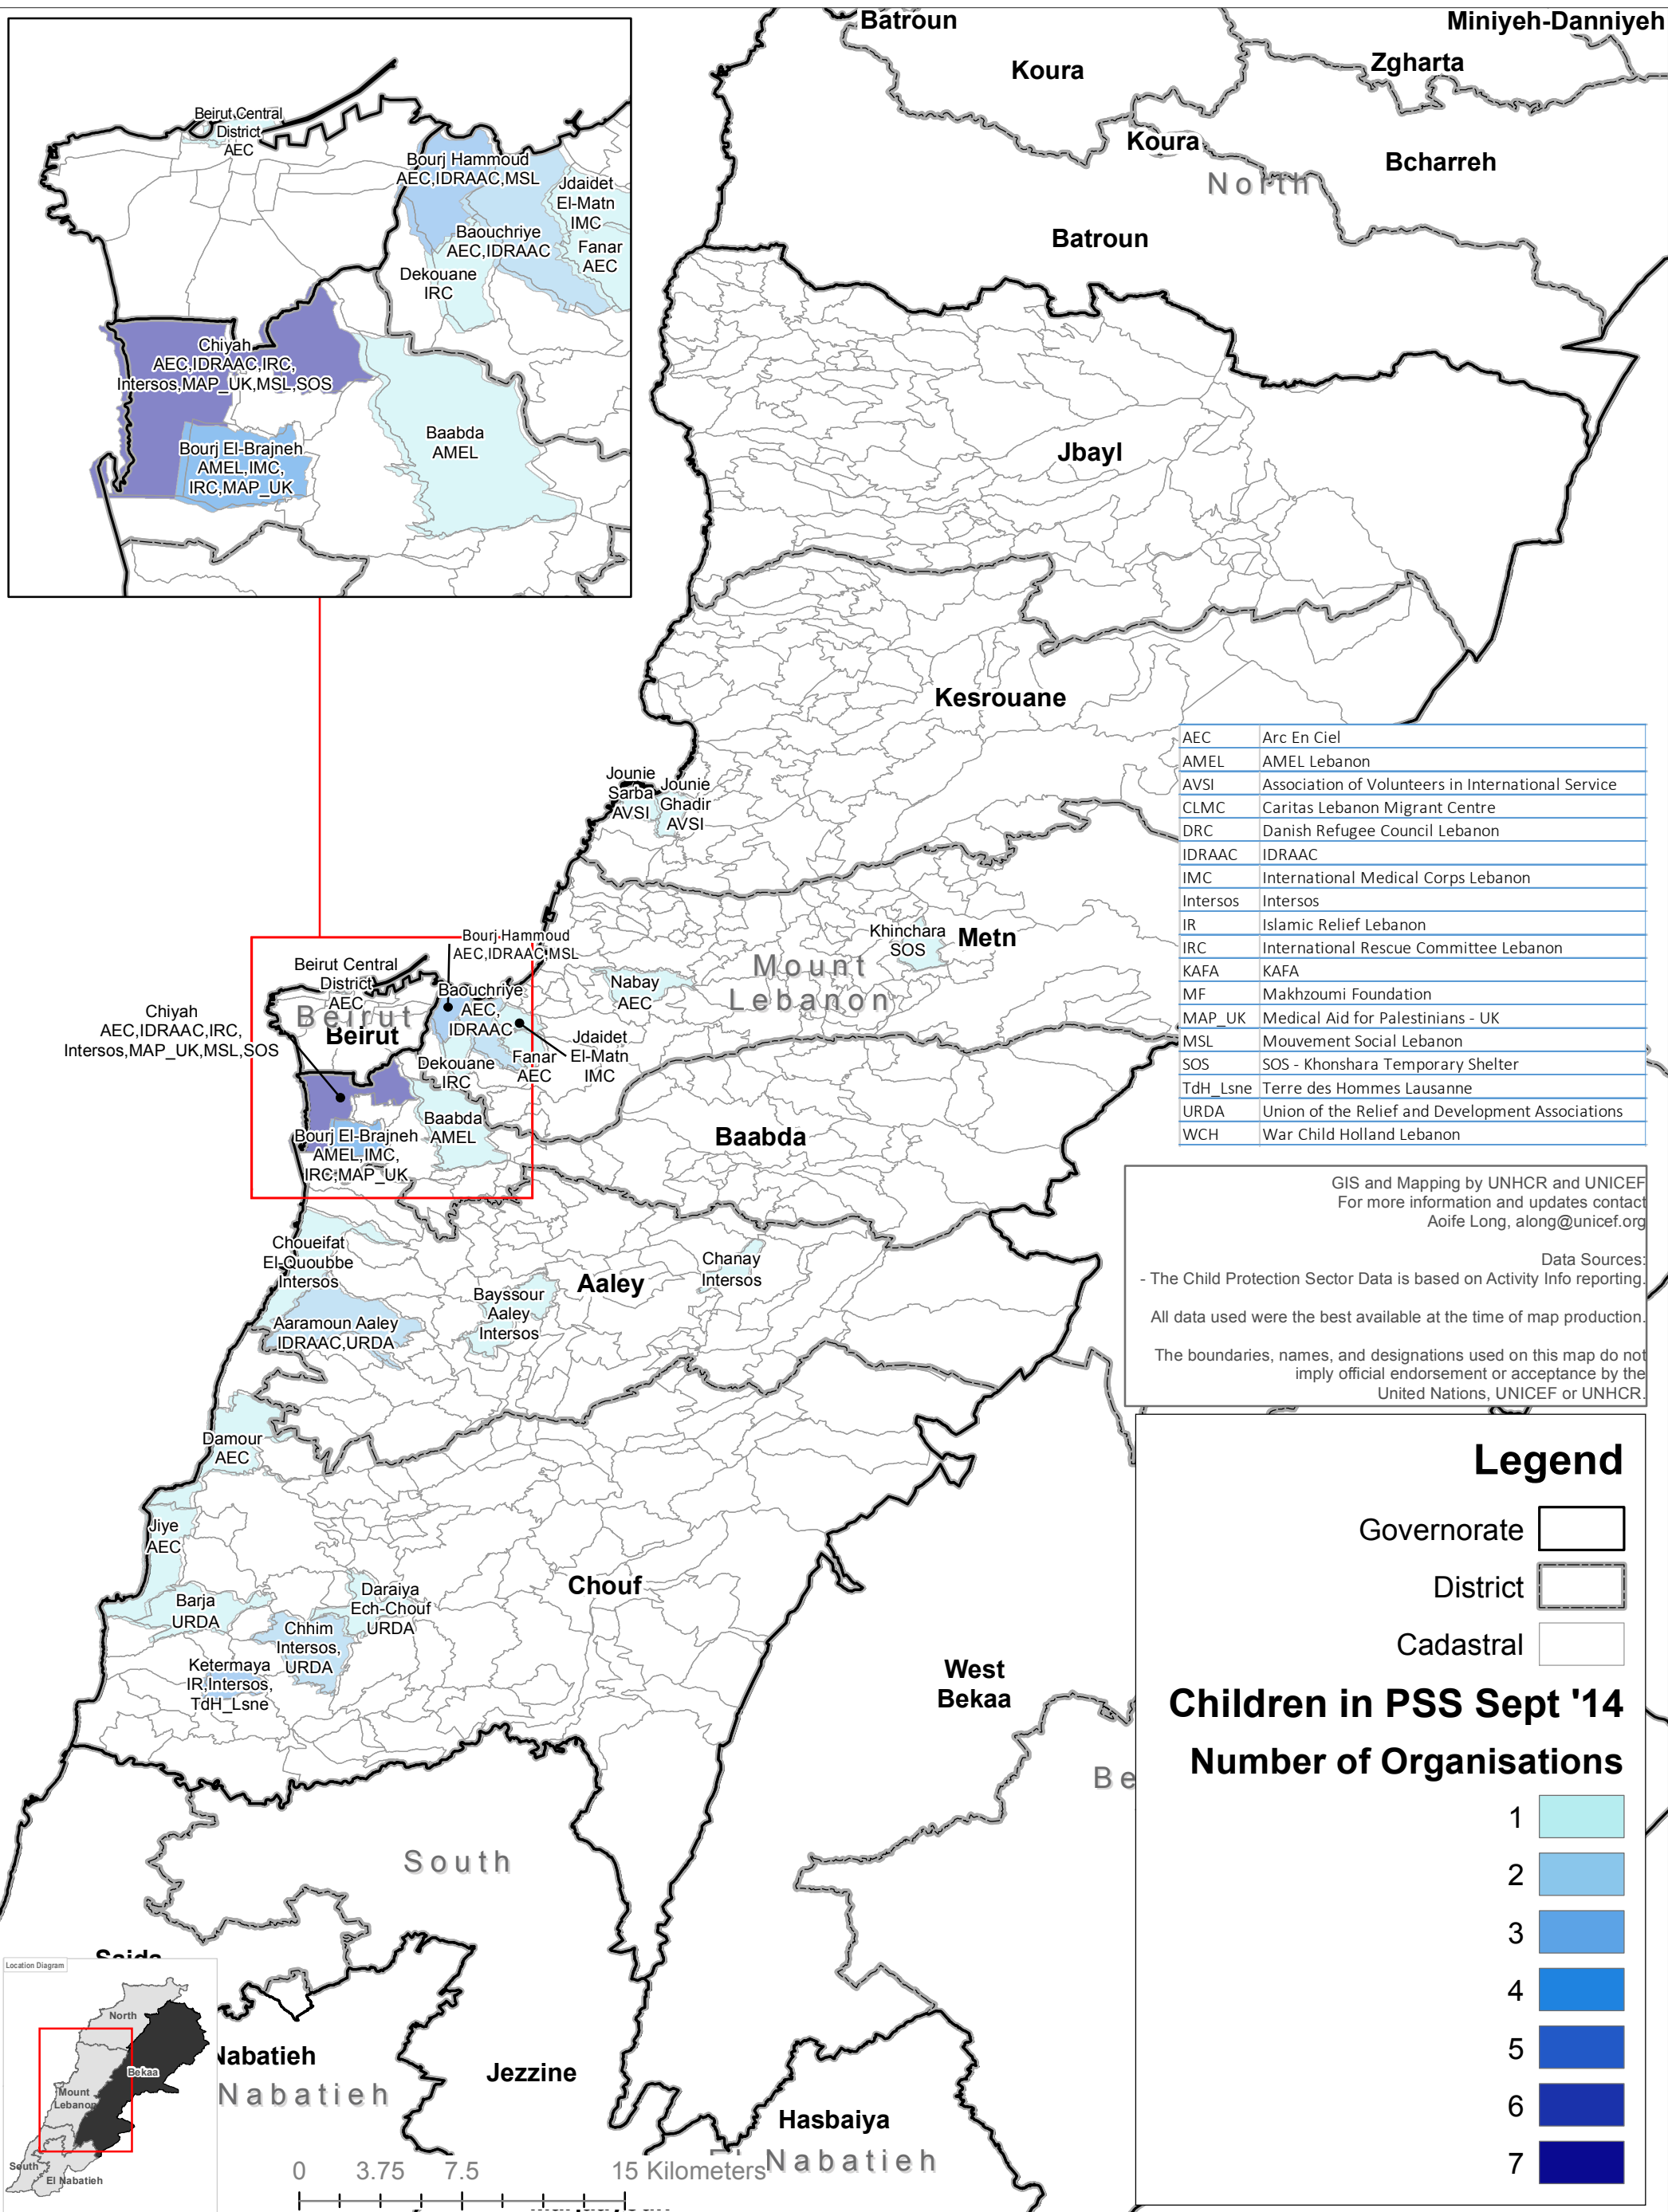 Batroun
Miniyeh-Danniyeh
Koura
Zgharta
Koura
Bcharreh
North
Batroun
Beirut Central
District
AEC
Bourj Hammoud
AEC,IDRAAC,MSL
Jdaidet
El-Matn
IMC
Baouchriye
AEC,IDRAAC
Fanar
AEC
Dekouane
IRC
Chiyah
AEC,IDRAAC,IRC,
Intersos,MAP_UK,MSL,SOS
Baabda
AMEL
Bourj El-Brajneh
AMEL,IMC,
IRC,MAP_UK
Jbayl
Kesrouane
Jounie
Sarba
AVSI
Jounie
Ghadir
AVSI
AEC Arc En Ciel
AMEL AMEL Lebanon
AVSI Association of Volunteers in International Service
CLMC Caritas Lebanon Migrant Centre
DRC Danish Refugee Council Lebanon
IDRAAC IDRAAC
IMC International Medical Corps Lebanon
Intersos Intersos
IR Islamic Relief Lebanon
IRC International Rescue Committee Lebanon
KAFA KAFA
MF Makhzoumi Foundation
MAP_UK Medical Aid for Palestinians - UK
MSL Mouvement Social Lebanon
SOS SOS - Khonshara Temporary Shelter
TdH_Lsne Terre des Hommes Lausanne
URDA Union of the Relief and Development Associations
WCH War Child Holland Lebanon
Khinchara
SOS
Metn
Mount
Lebanon
Nabay
AEC
Bourj Hammoud
AEC,IDRAAC,MSL
Beirut Central
District
AEC
Beirut
Beirut
Baouchriye
AEC,
IDRAAC
Chiyah
AEC,IDRAAC,IRC,
Intersos,MAP_UK,MSL,SOS
Jdaidet
El-Matn
IMC
Fanar
AEC
Dekouane
IRC
Baabda
AMEL
Bourj El-Brajneh
AMEL,IMC,
IRC,MAP_UK
Baabda
GIS and Mapping by UNHCR and UNICEF
For more information and updates contact
Aoife Long, along@unicef.org
Data Sources:
- The Child Protection Sector Data is based on Activity Info reporting.
All data used were the best available at the time of map production.
The boundaries, names, and designations used on this map do not
imply official endorsement or acceptance by the
United Nations, UNICEF or UNHCR.
Choueifat
El-Quoubbe
Intersos
Chanay
Intersos
Aaley
Bayssour
Aaley
Intersos
Aaramoun Aaley
IDRAAC,URDA
Damour
AEC
Jiye
AEC
Barja
URDA
Daraiya
Ech-Chouf
URDA
Chouf
Chhim
Intersos,
URDA
Ketermaya
IR,Intersos,
TdH_Lsne
West
Bekaa
Be
Legend
Governorate
District
Cadastral
Children in PSS Sept '14
Number of Organisations
1
2
3
4
5
6
7
South
Saida
Location Diagram
North
Bekaa
Mount
Lebanon
South
El Nabatieh
Nabatieh
Nabatieh
Jezzine
Hasbaiya
El
Nabatieh
0 3.75 7.5 15 Kilometers